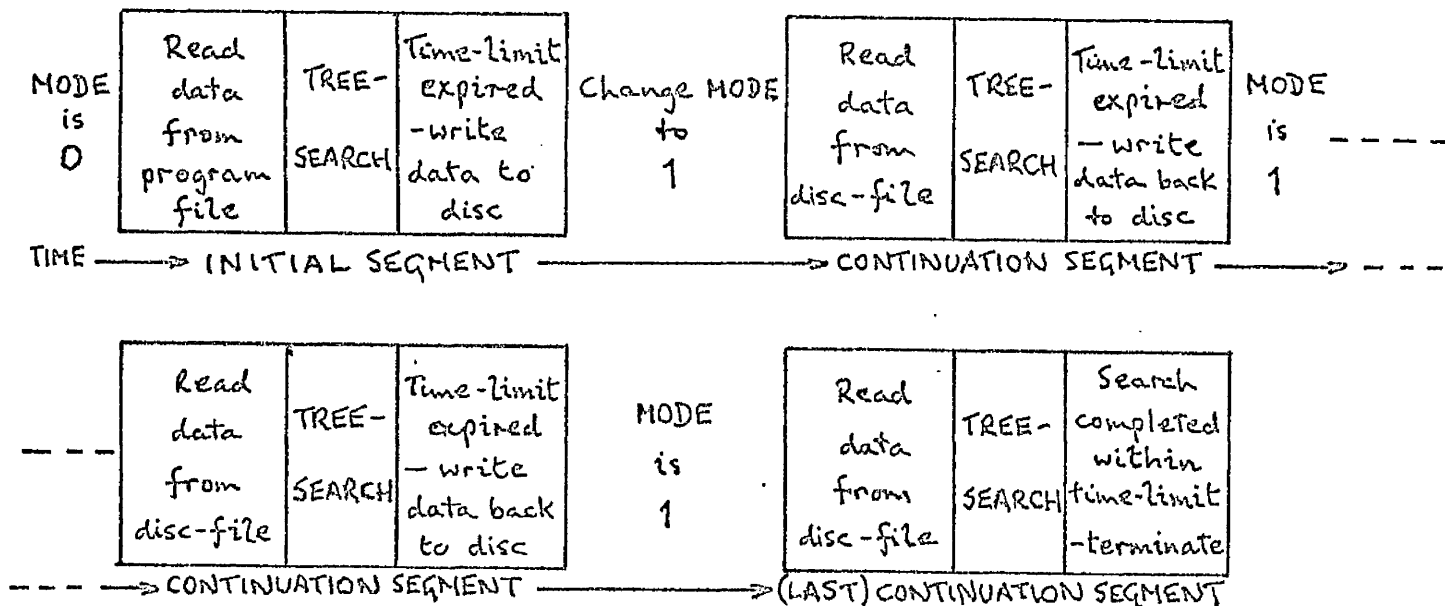 MODE
is
0
Read
data
from
program
file
TREE-
SEARCH
Time-limit
expired
-write
data to
disc
Change MODE
to
1
Read
data
from
disc-file
TREE-
SEARCH
Time-limit
expired
- write
data back
to disc
MODE
is
1
TIME INITIAL SEGMENT CONTINUATION SEGMENT
Read
data
from
disc-file
TREE-
SEARCH
Time-limit
expired
- write
data back
to disc
MODE
is
1
Read
data
from
disc-file
TREE-
SEARCH
Search
completed
within
time-limit
-terminate
CONTINUATION SEGMENT (LAST) CONTINUATION SEGMENT